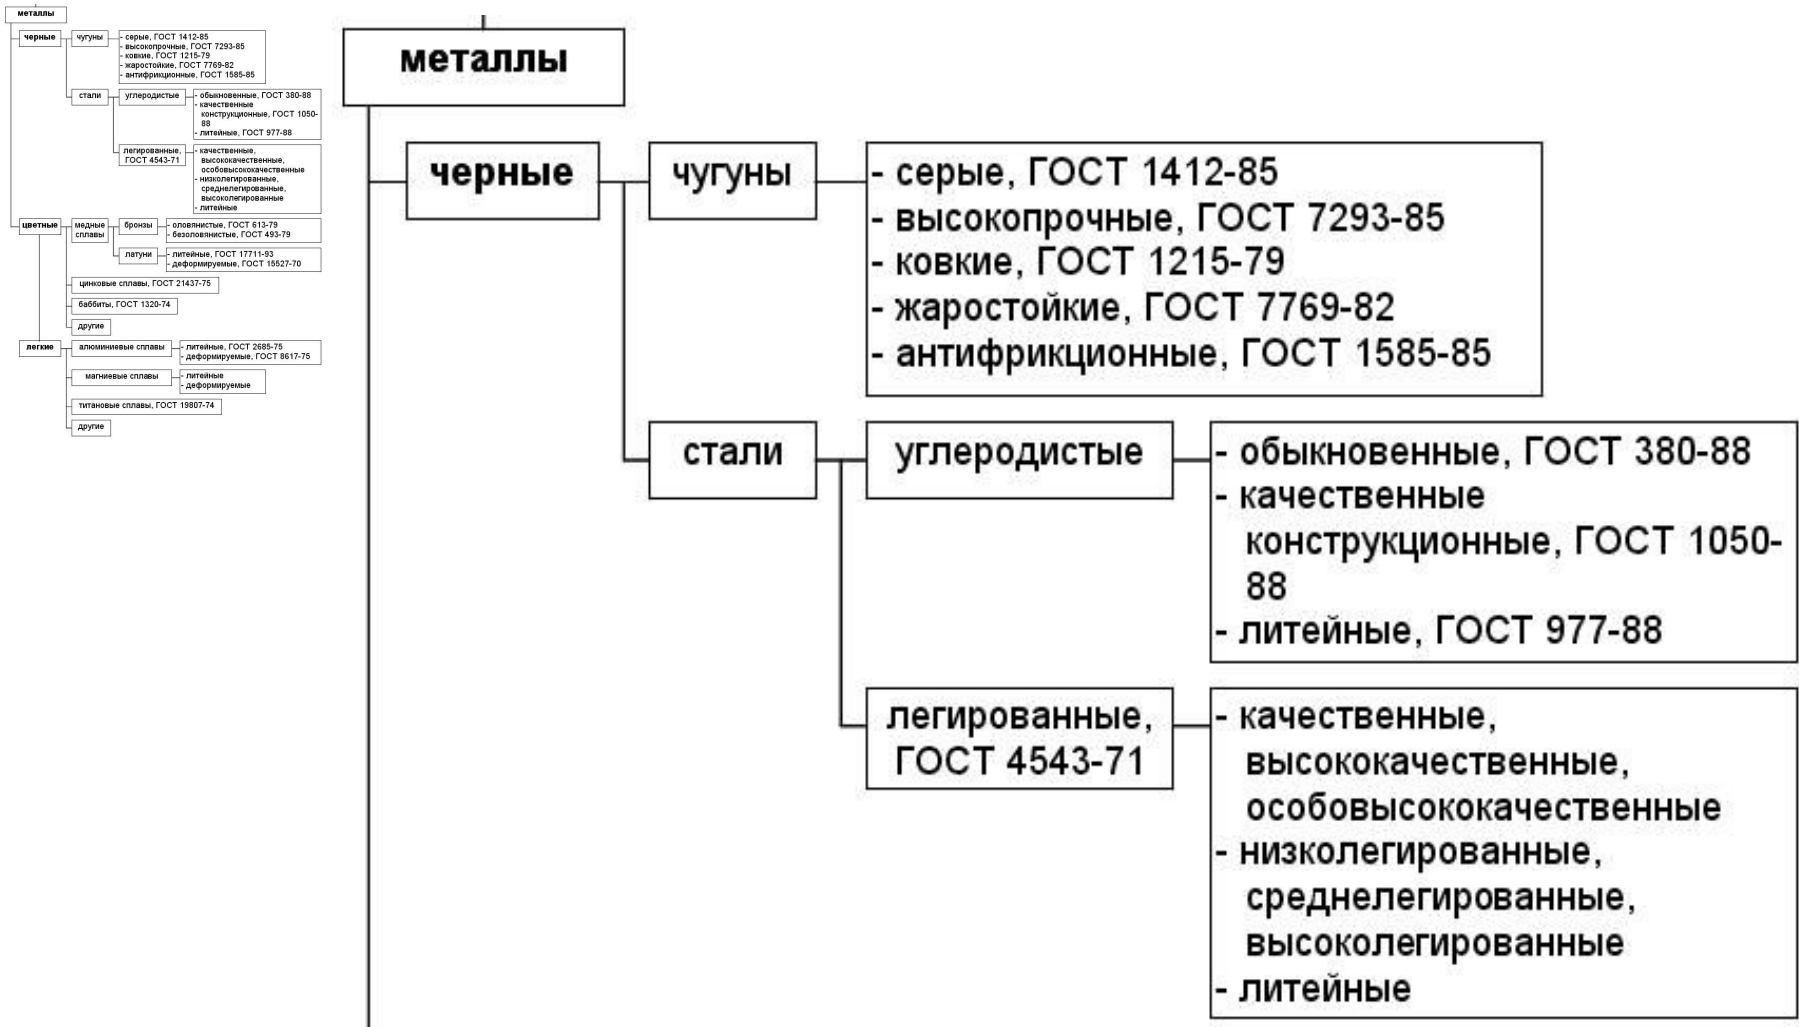 металлы
черные
чугуны
- серые, ГОСТ 1412-85
- высокопрочные, ГОСТ 7293-85
- ковкие, ГОСТ 1215-79
- жаростойкие, ГОСТ 7769-82
- антифрикционные, ГОСТ 1585-85
стали
углеродистые
- обыкновенные, ГОСТ 380-88
- качественные
конструкционные, ГОСТ 1050-
88
- литейные, ГОСТ 977-88
легированные,
ГОСТ 4543-71
- качественные,
высококачественные,
особовысококачественные
- низколегированные,
среднелегированные,
высоколегированные
- литейные
цветные
медные
сплавы
бронзы
- оловянистые, ГОСТ 613-79
- безоловянистые, ГОСТ 493-79
латуни
- литейные, ГОСТ 17711-93
- деформируемые, ГОСТ 15527-70
цинковые сплавы, ГОСТ 21437-75
баббиты, ГОСТ 1320-74
другие
легкие
алюминиевые сплавы
- литейные, ГОСТ 2685-75
- деформируемые, ГОСТ 8617-75
магниевые сплавы
- литейные
- деформируемые
титановые сплавы, ГОСТ 19807-74
другие
металлы
черные
чугуны
- серые, ГОСТ 1412-85
- высокопрочные, ГОСТ 7293-85
- ковкие, ГОСТ 1215-79
- жаростойкие, ГОСТ 7769-82
- антифрикционные, ГОСТ 1585-85
стали
углеродистые
- обыкновенные, ГОСТ 380-88
- качественные
конструкционные, ГОСТ 1050-
88
- литейные, ГОСТ 977-88
легированные,
ГОСТ 4543-71
- качественные,
высококачественные,
особовысококачественные
- низколегированные,
среднелегированные,
высоколегированные
- литейные